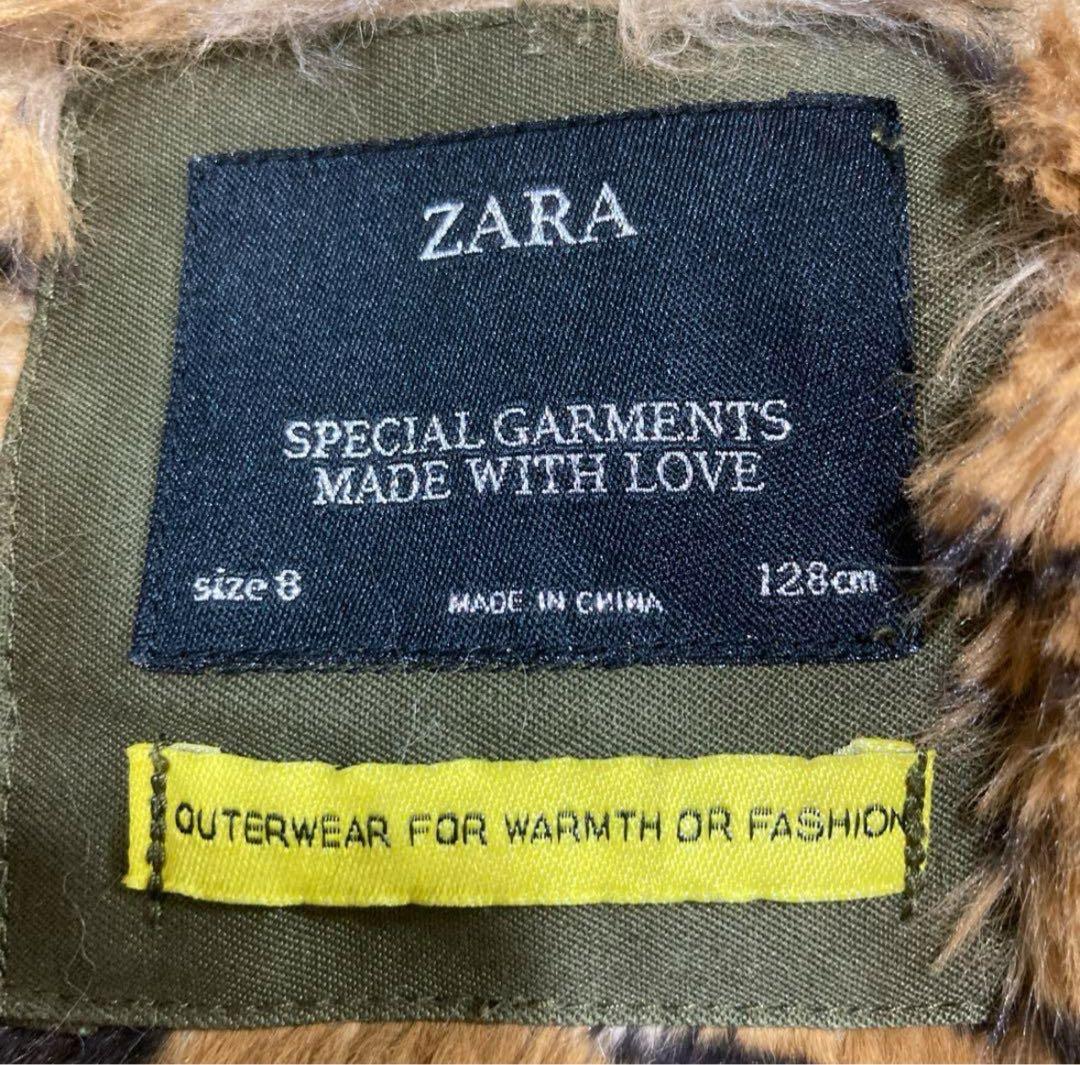 ZARA
SPECIAL GARMENTS
MADE WITH LOVE
size 8 MADE IN CHINA 128cm
OUTERWEAR FOR WARMTH OR FASHION